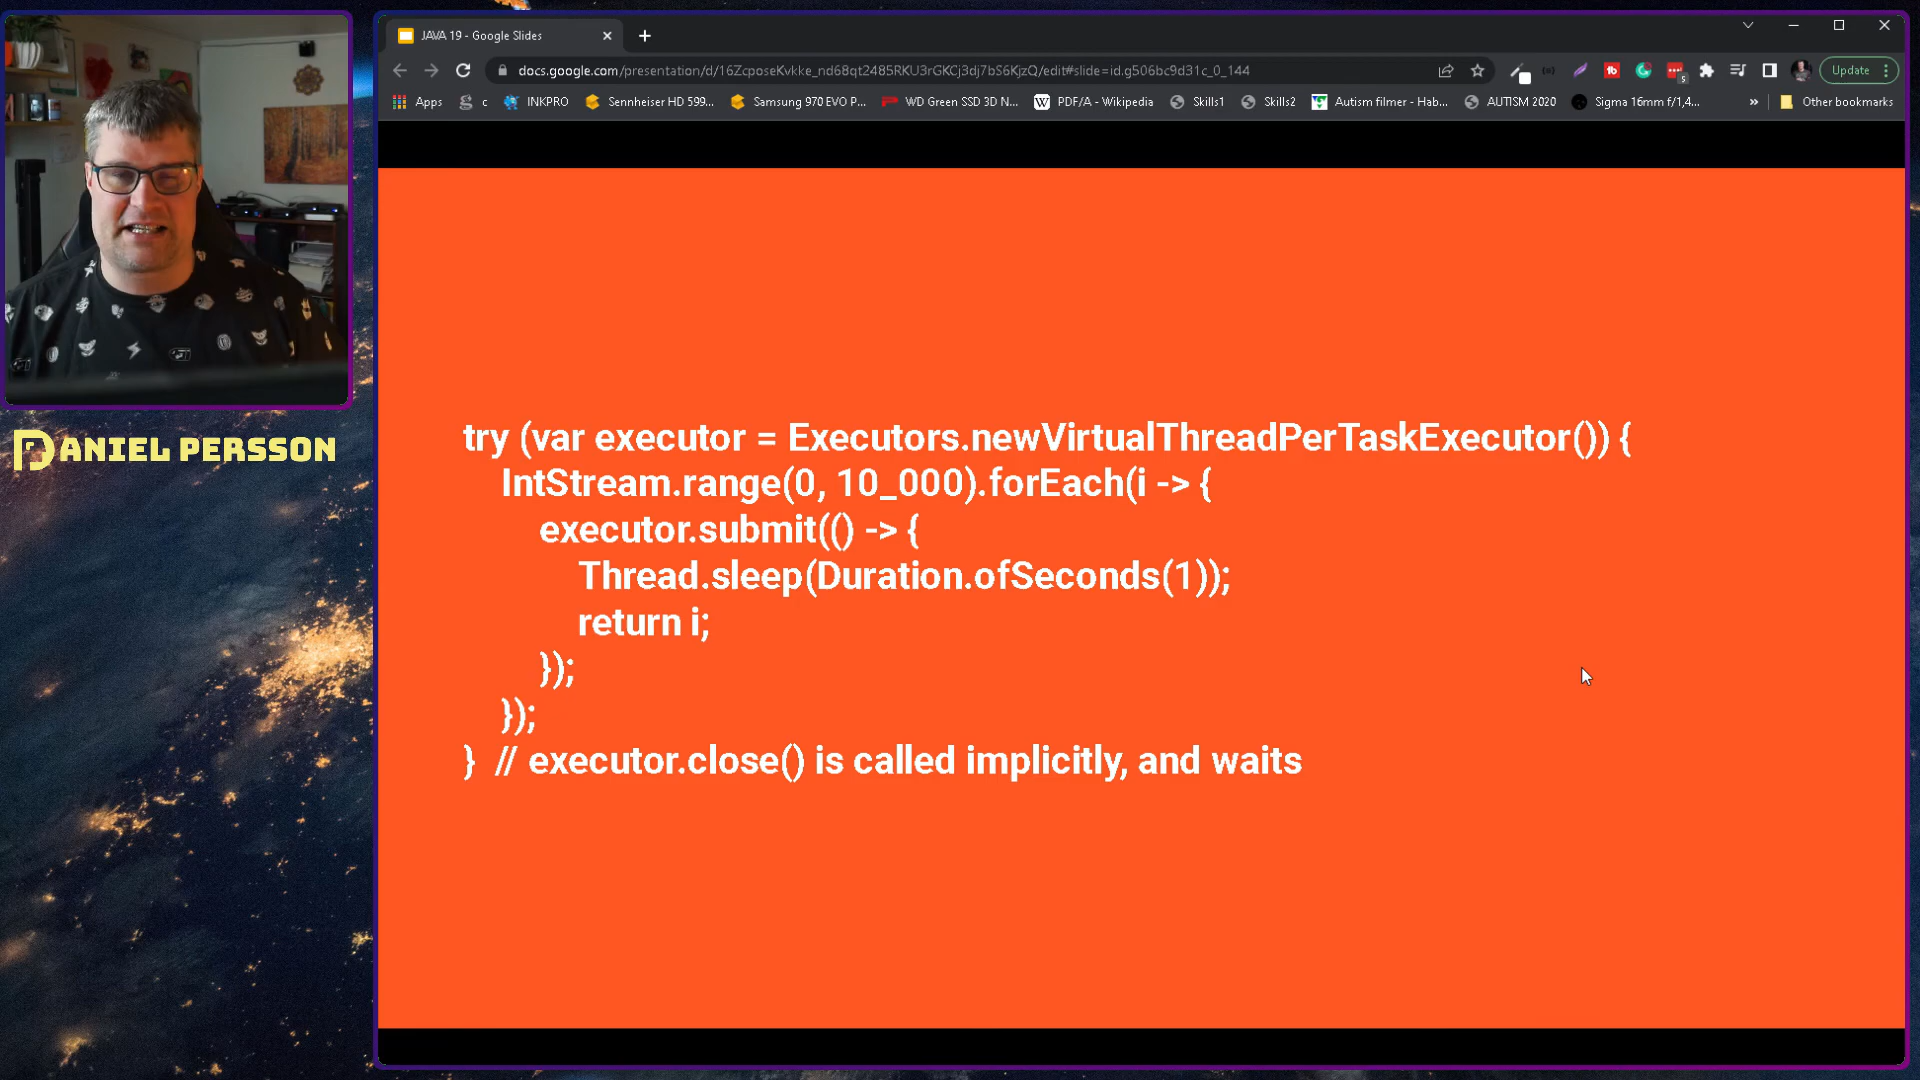 JAVA 19 - Google Slides
docs.google.com/presentation/d/16ZcposeKvkke_nd68qt2485RKU3rGKCj3dj7bS6KjzQ/edit#slide=id.g506bc9d31c_0_144
Update
Apps
c
INKPRO
Sennheiser HD 599...
Samsung 970 EVO P...
WD Green SSD 3D N...
W PDF/A - Wikipedia
Skills1
Skills2
Autism filmer - Hab...
AUTISM 2020
Sigma 16mm f/1,4...
»
Other bookmarks
DANIEL PERSSON
try (var executor = Executors.newVirtualThreadPerTaskExecutor()) {
IntStream.range(0, 10_000).forEach(i -> {
executor.submit(() -> {
Thread.sleep(Duration.ofSeconds(1));
return i;
});
});
} // executor.close() is called implicitly, and waits